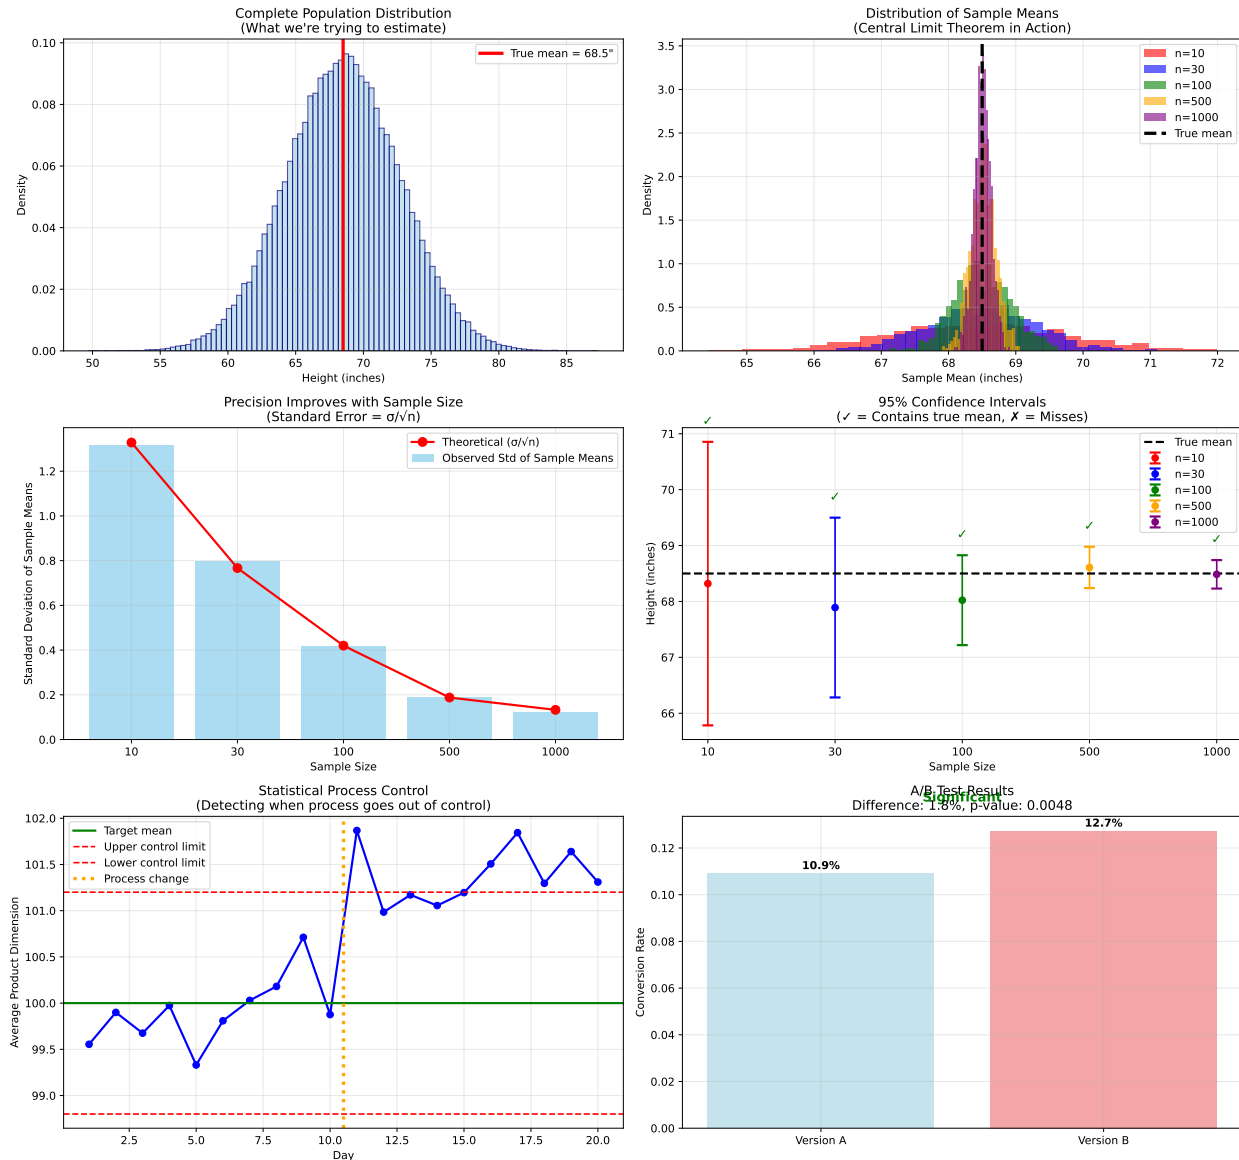 Complete Population Distribution
(What we're trying to estimate)
True mean = 68.5"
0.10
0.08
0.06
0.04
0.02
0.00
Density
50 55 60 65 70 75 80 85
Height (inches)
Distribution of Sample Means
(Central Limit Theorem in Action)
n=10
n=30
n=100
n=500
n=1000
True mean
3.5
3.0
2.5
2.0
1.5
1.0
0.5
0.0
Density
65 66 67 68 69 70 71 72
Sample Mean (inches)
Precision Improves with Sample Size
(Standard Error = σ/√n)
Theoretical (σ/√n)
Observed Std of Sample Means
1.2
1.0
0.8
0.6
0.4
0.2
0.0
Standard Deviation of Sample Means
10 30 100 500 1000
Sample Size
95% Confidence Intervals
(✓ = Contains true mean, ✗ = Misses)
True mean
n=10
n=30
n=100
n=500
n=1000
✓ ✓ ✓ ✓ ✓
71
70
69
68
67
66
Height (inches)
10 30 100 500 1000
Sample Size
Statistical Process Control
(Detecting when process goes out of control)
Target mean
Upper control limit
Lower control limit
Process change
102.0
101.5
101.0
100.5
100.0
99.5
99.0
Average Product Dimension
2.5 5.0 7.5 10.0 12.5 15.0 17.5 20.0
Day
A/B Test Results
Significant
Difference: 1.8%, p-value: 0.0048
10.9%
12.7%
0.12
0.10
0.08
0.06
0.04
0.02
0.00
Conversion Rate
Version A Version B